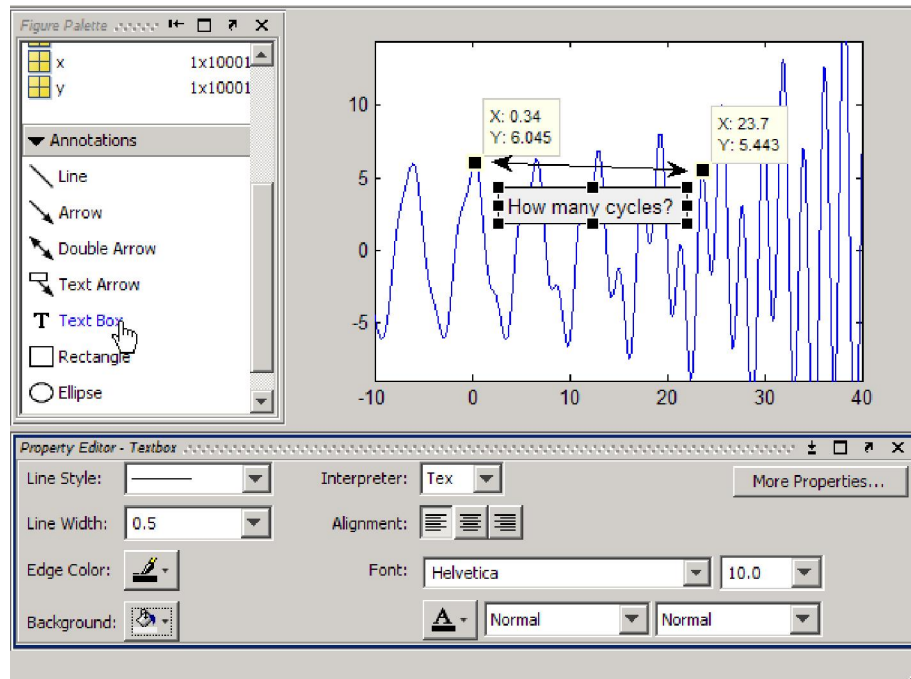 Figure Palette
x 1x10001
y 1x10001
Annotations
Line
Arrow
Double Arrow
Text Arrow
T Text Box
Rectangle
Ellipse
10
5
0
-5
-10 0 10 20 30 40
X: 0.34
Y: 6.045
X: 23.7
Y: 5.443
How many cycles?
Property Editor - Textbox
Line Style: Interpreter: Tex More Properties...
Line Width: 0.5 Alignment:
Edge Color: Font: Helvetica 10.0
Background: A Normal Normal